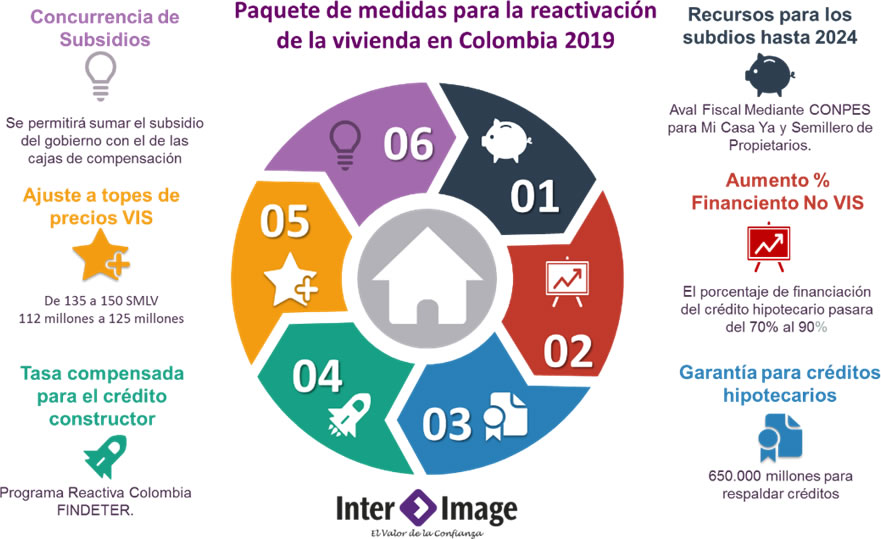 Paquete de medidas para la reactivación
de la vivienda en Colombia 2019
Concurrencia de
Subsidios
Se permitirá sumar el subsidio
del gobierno con el de las
cajas de compensación
Ajuste a topes de
precios VIS
De 135 a 150 SMLV
112 millones a 125 millones
Tasa compensada
para el crédito
constructor
Programa Reactiva Colombia
FINDETER.
06
01
05
02
04
03
Recursos para los
subdios hasta 2024
Aval Fiscal Mediante CONPES
para Mi Casa Ya y Semillero de
Propietarios.
Aumento %
Financiento No VIS
El porcentaje de financiación
del crédito hipotecario pasara
del 70% al 90%
Garantía para créditos
hipotecarios
650.000 millones para
respaldar créditos
Inter Image
El Valor de la Confianza